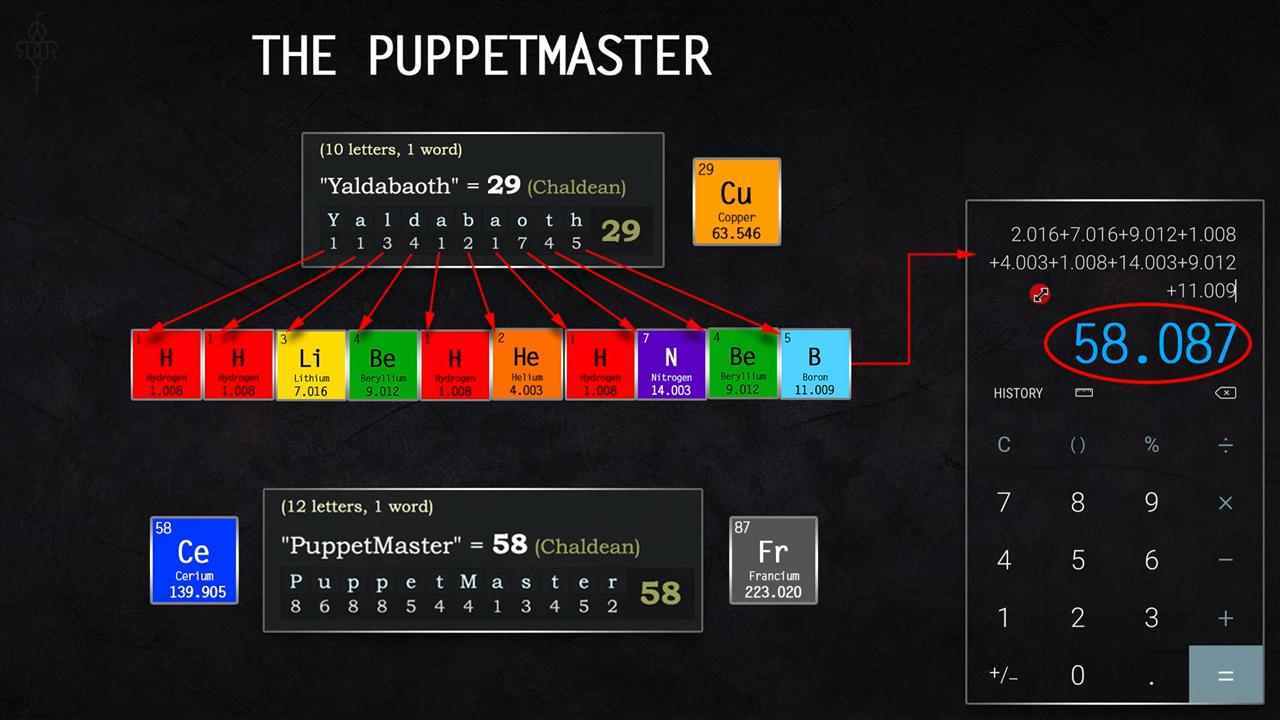 THE PUPPETMASTER
(10 letters, 1 word)
"Yaldabaoth" = 29 (Chaldean)
Y a l d a b a o t h
1 1 3 4 1 2 1 7 4 5 29
29
Cu
Copper
63.546
1 1 3 4 1 2 1 7 4 5
H H Li Be H He H N Be B
Hydrogen Hydrogen Lithium Beryllium Hydrogen Helium Hydrogen Nitrogen Beryllium Boron
1.008 1.008 7.016 9.012 1.008 4.003 1.008 14.003 9.012 11.009
58
Ce
Cerium
139.905
(12 letters, 1 word)
"PuppetMaster" = 58 (Chaldean)
P u p p e t M a s t e r
8 6 8 8 5 4 4 1 3 4 5 2 58
87
Fr
Francium
223.020
2.016+7.016+9.012+1.008
+4.003+1.008+14.003+9.012
+11.009
58.087
HISTORY
C () % ÷
7 8 9 ×
4 5 6 −
1 2 3 +
+/− 0 . =